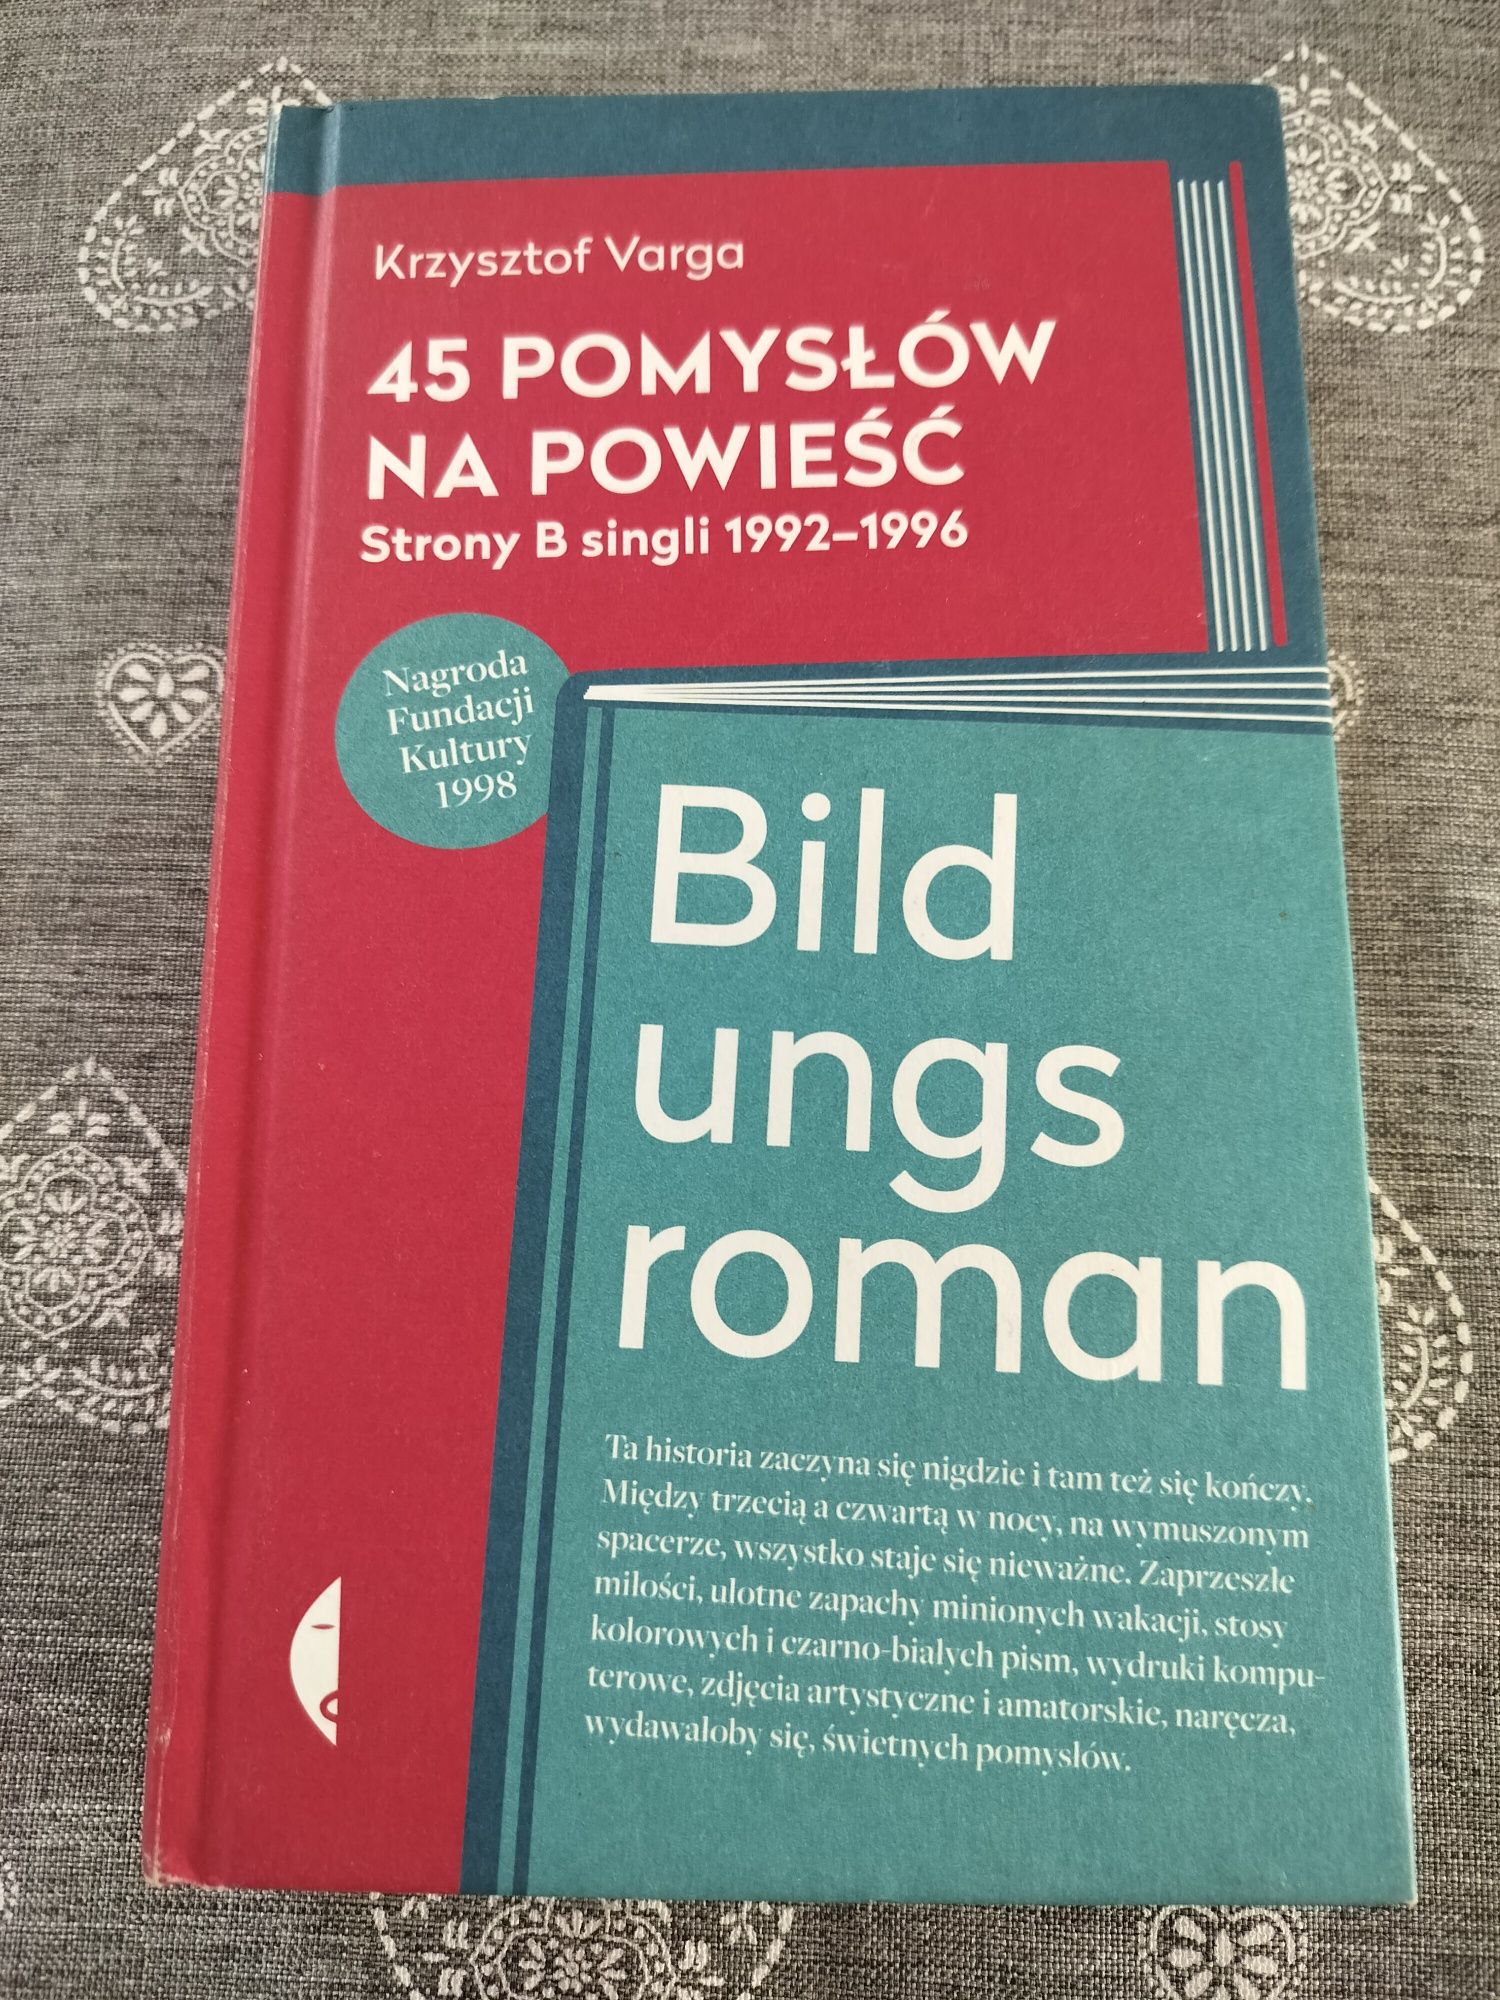 Krzysztof Varga
45 POMYSŁÓW
NA POWIEŚĆ
Strony B singli 1992–1996
Nagroda
Fundacji
Kultury
1998
Bild
ungs
roman
Ta historia zaczyna się nigdzie i tam też się kończy.
Między trzecią a czwartą w nocy, na wymuszonym
spacerze, wszystko staje się nieważne. Zaprzeszłe
miłości, ulotne zapachy minionych wakacji, stosy
kolorowych i czarno-białych pism, wydruki kompu-
terowe, zdjęcia artystyczne i amatorskie, naręcza,
wydawałoby się, świetnych pomysłów.